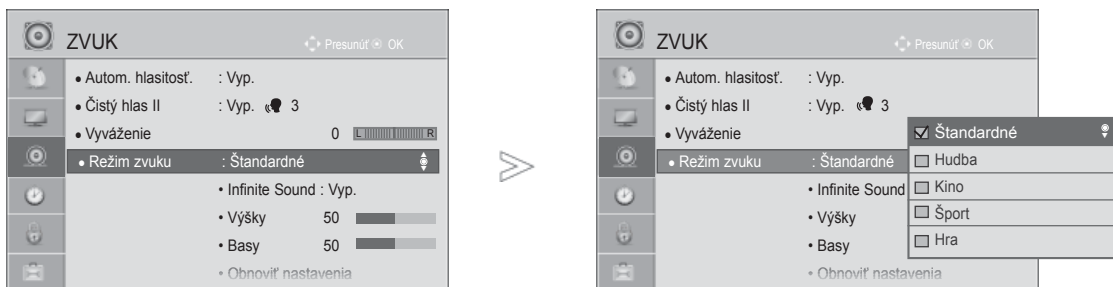 ZVUK
Presunúť OK
• Autom. hlasitosť. : Vyp.
• Čistý hlas II : Vyp. 3
• Vyváženie 0 L R
• Režim zvuku : Štandardné
• Infinite Sound : Vyp.
• Výšky 50
• Basy 50
• Obnoviť nastavenia
ZVUK
Presunúť OK
• Autom. hlasitosť. : Vyp.
• Čistý hlas II : Vyp. 3
• Vyváženie
• Režim zvuku : Štandardné
• Infinite Sound
• Výšky
• Basy
• Obnoviť nastavenia
Štandardné
Hudba
Kino
Šport
Hra